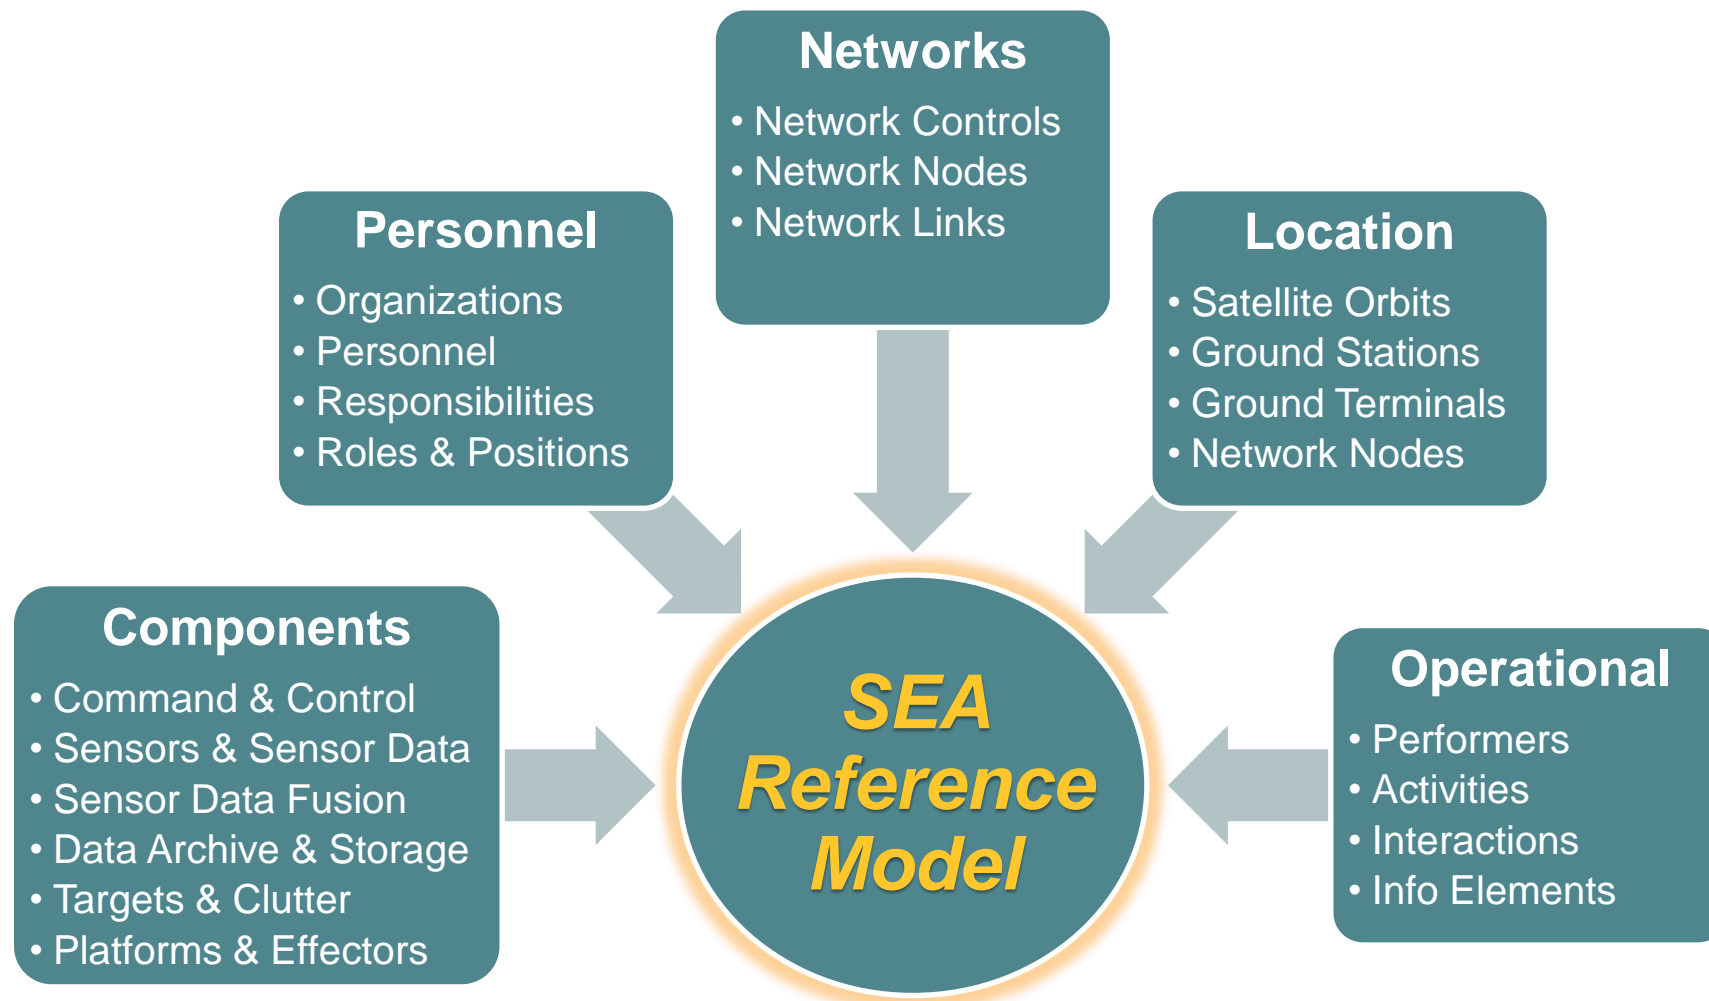 Networks
• Network Controls
• Network Nodes
• Network Links
Personnel
• Organizations
• Personnel
• Responsibilities
• Roles & Positions
Location
• Satellite Orbits
• Ground Stations
• Ground Terminals
• Network Nodes
Components
• Command & Control
• Sensors & Sensor Data
• Sensor Data Fusion
• Data Archive & Storage
• Targets & Clutter
• Platforms & Effectors
SEA
Reference
Model
Operational
• Performers
• Activities
• Interactions
• Info Elements